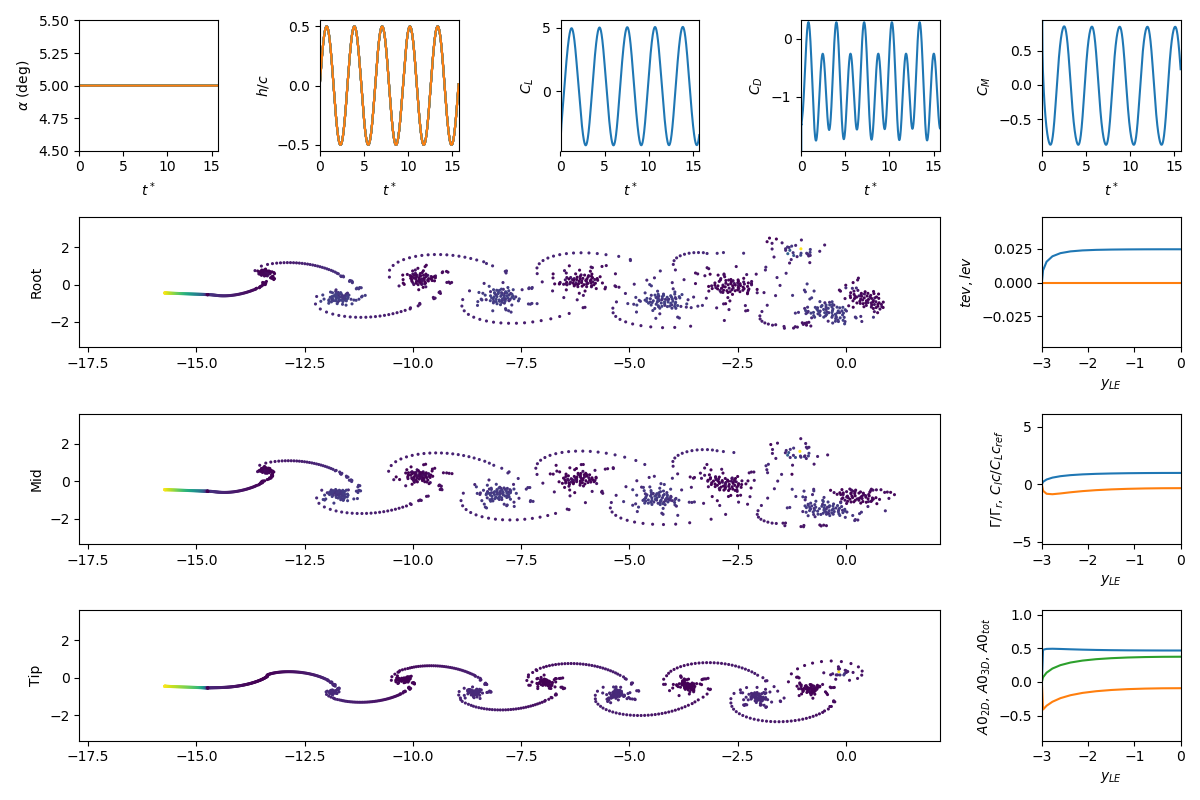 5.50
5.25
5.00
4.75
4.50
α (deg)
0 5 10 15
t*
0.5
0.0
−0.5
h/c
0 5 10 15
t*
5
0
C_L
0 5 10 15
t*
0
−1
C_D
0 5 10 15
t*
0.5
0.0
−0.5
C_M
0 5 10 15
t*
Root
2
0
−2
−17.5 −15.0 −12.5 −10.0 −7.5 −5.0 −2.5 0.0
tev, lev
0.025
0.000
−0.025
−3 −2 −1 0
y_LE
Mid
2
0
−2
−17.5 −15.0 −12.5 −10.0 −7.5 −5.0 −2.5 0.0
Γ/Γ_r, C_lc/C_Lc_ref
5
0
−5
−3 −2 −1 0
y_LE
Tip
2
0
−2
−17.5 −15.0 −12.5 −10.0 −7.5 −5.0 −2.5 0.0
A0_2D, A0_3D, A0_tot
1.0
0.5
0.0
−0.5
−3 −2 −1 0
y_LE